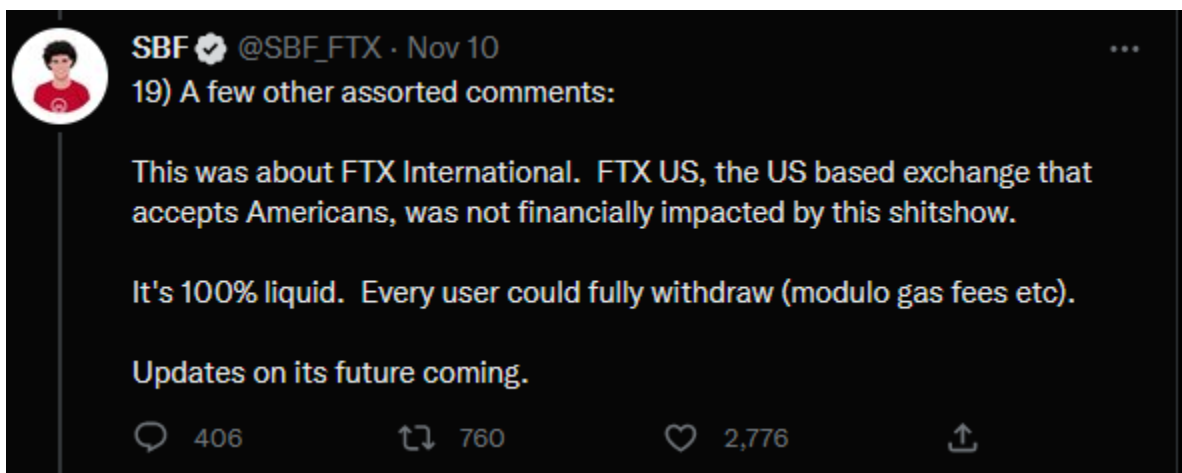 SBF @SBF_FTX · Nov 10
19) A few other assorted comments:
This was about FTX International.  FTX US, the US based exchange that
accepts Americans, was not financially impacted by this shitshow.
It's 100% liquid.  Every user could fully withdraw (modulo gas fees etc).
Updates on its future coming.
406 760 2,776